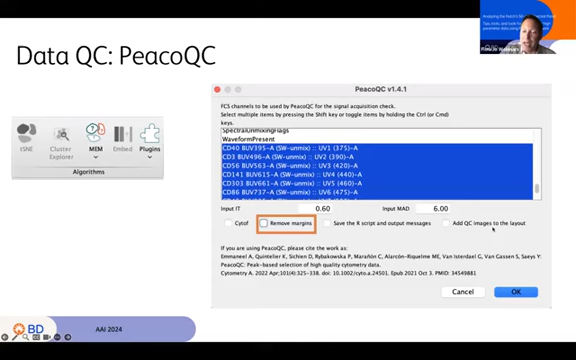 Data QC: PeacoQC
tSNE
Cluster
Explorer
MEM
Embed
Plugins
Algorithms
PeacoQC v1.4.1
FCS channels to be used by PeacoQC for the signal acquisition check.
Select multiple items by pressing the Shift key or toggle items by holding the Ctrl (or Cmd)
keys.
SpectralUnmixingFlags
WaveformPresent
CD40 BUV395-A (SW-unmix) :: UV1 (375)-A
CD3 BUV496-A (SW-unmix) :: UV2 (390)-A
CD56 BUV563-A (SW-unmix) :: UV3 (420)-A
CD141 BUV615-A (SW-unmix) :: UV4 (440)-A
CD303 BUV661-A (SW-unmix) :: UV5 (460)-A
CD86 BUV737-A (SW-unmix) :: UV6 (675)-A
Input IT
0.60
Input MAD
6.00
Cytof
Remove margins
Save the R script and output messages
Add QC images to the layout
If you are using PeacoQC, please cite the work as:
Emmaneel A, Quintelier K, Sichien D, Rybakowska P, Marañón C, Alarcón-Riquelme ME, Van Isterdael G, Van Gassen S, Saeys Y:
PeacoQC: Peak-based selection of high quality cytometry data.
Cytometry A. 2022 Apr;101(4):325-338. doi: 10.1002/cyto.a.24501. Epub 2021 Oct 3. PMID: 34549881
Cancel
OK
BD
AAI 2024